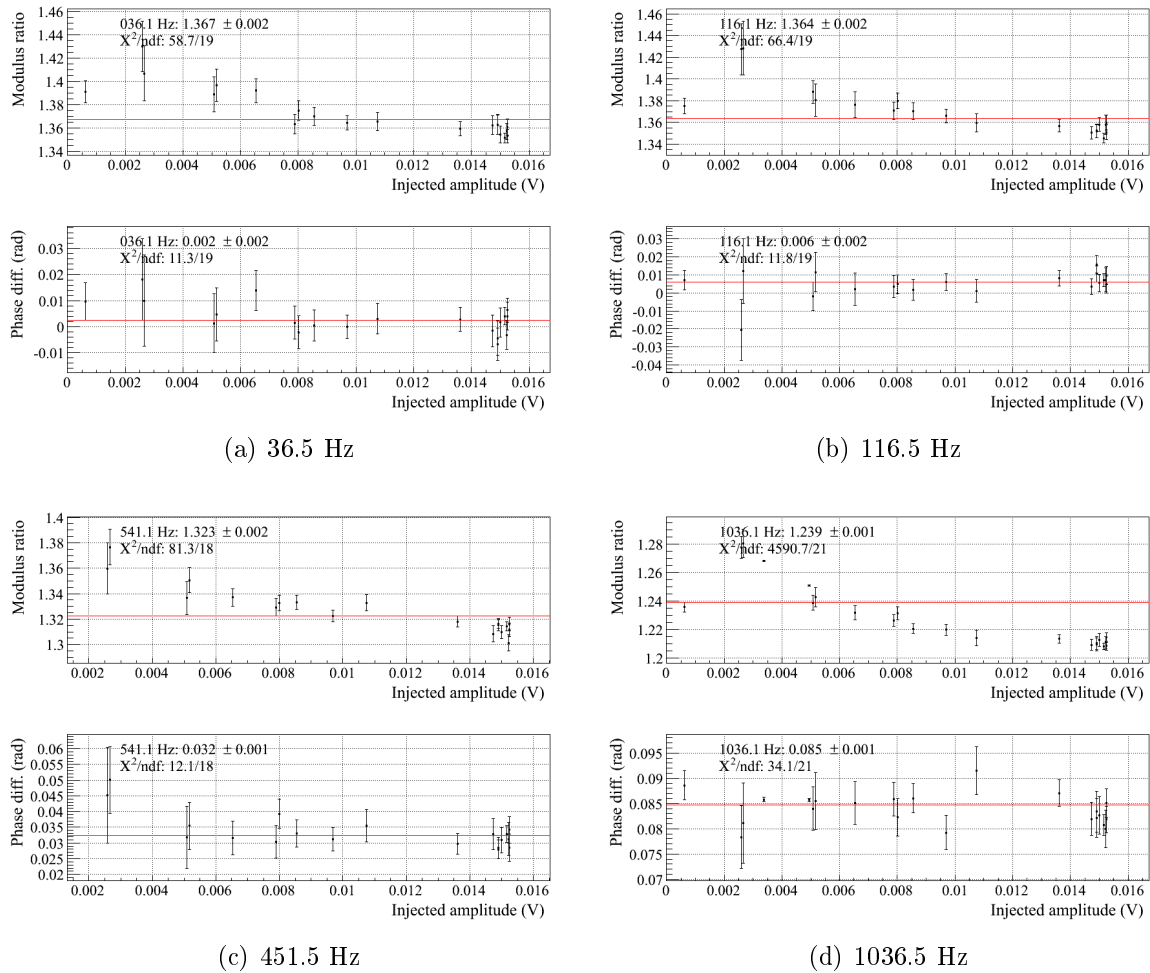 Modulus ratio
036.1 Hz: 1.367 ± 0.002
X²/ndf: 58.7/19
1.46
1.44
1.42
1.4
1.38
1.36
1.34
0 0.002 0.004 0.006 0.008 0.01 0.012 0.014 0.016
Injected amplitude (V)
Phase diff. (rad)
036.1 Hz: 0.002 ± 0.002
X²/ndf: 11.3/19
0.03
0.02
0.01
0
-0.01
0 0.002 0.004 0.006 0.008 0.01 0.012 0.014 0.016
Injected amplitude (V)
(a) 36.5 Hz
Modulus ratio
116.1 Hz: 1.364 ± 0.002
X²/ndf: 66.4/19
1.46
1.44
1.42
1.4
1.38
1.36
1.34
0 0.002 0.004 0.006 0.008 0.01 0.012 0.014 0.016
Injected amplitude (V)
Phase diff. (rad)
116.1 Hz: 0.006 ± 0.002
X²/ndf: 11.8/19
0.03
0.02
0.01
0
-0.01
-0.02
-0.03
-0.04
0 0.002 0.004 0.006 0.008 0.01 0.012 0.014 0.016
Injected amplitude (V)
(b) 116.5 Hz
Modulus ratio
541.1 Hz: 1.323 ± 0.002
X²/ndf: 81.3/18
1.4
1.38
1.36
1.34
1.32
1.3
0.002 0.004 0.006 0.008 0.01 0.012 0.014 0.016
Injected amplitude (V)
Phase diff. (rad)
541.1 Hz: 0.032 ± 0.001
X²/ndf: 12.1/18
0.06
0.055
0.05
0.045
0.04
0.035
0.03
0.025
0.02
0.002 0.004 0.006 0.008 0.01 0.012 0.014 0.016
Injected amplitude (V)
(c) 451.5 Hz
Modulus ratio
1036.1 Hz: 1.239 ± 0.001
X²/ndf: 4590.7/21
1.28
1.26
1.24
1.22
1.2
0 0.002 0.004 0.006 0.008 0.01 0.012 0.014 0.016
Injected amplitude (V)
Phase diff. (rad)
1036.1 Hz: 0.085 ± 0.001
X²/ndf: 34.1/21
0.095
0.09
0.085
0.08
0.075
0.07
0 0.002 0.004 0.006 0.008 0.01 0.012 0.014 0.016
Injected amplitude (V)
(d) 1036.5 Hz